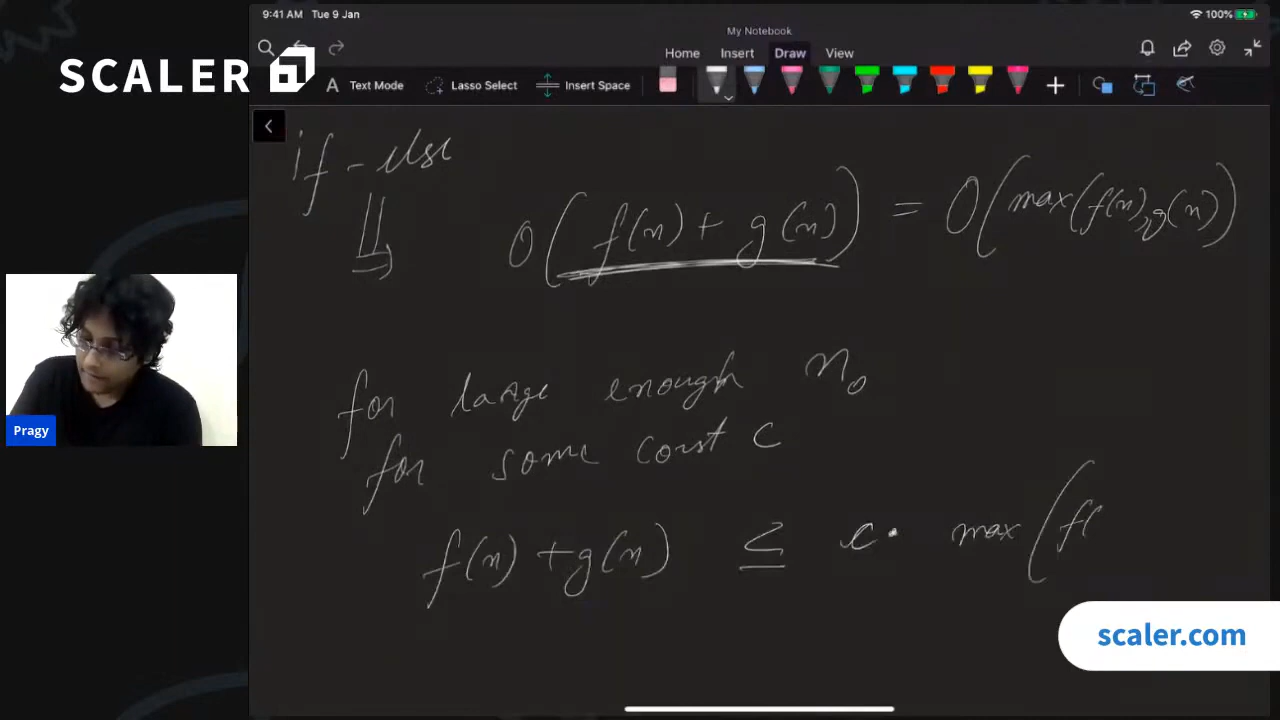 9:41 AM Tue 9 Jan
100%
My Notebook
SCALER
Home Insert Draw View
A Text Mode Lasso Select Insert Space
if-else
O(f(n) + g(n)) = O(max(f(n), g(n))
for large enough n₀
for some const c
f(n) + g(n) ≤ c. max(f(
Pragy
scaler.com